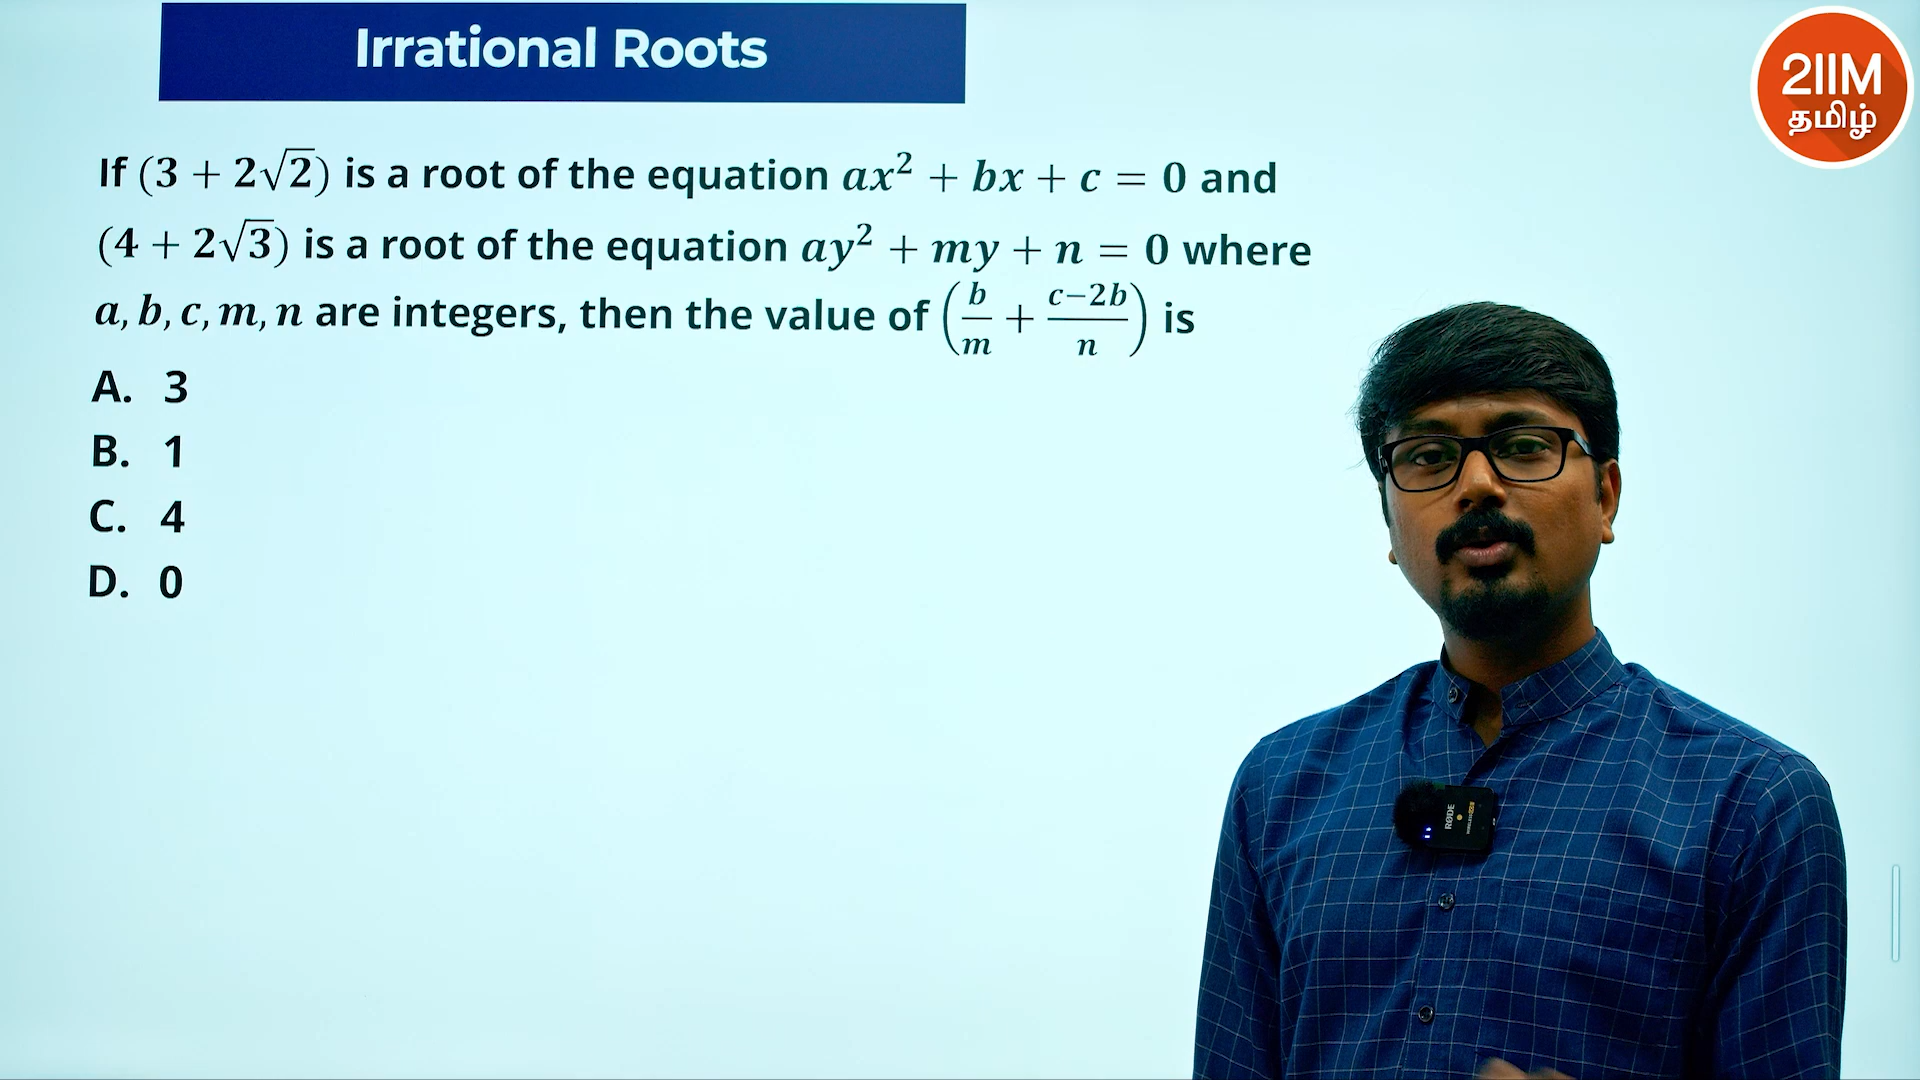 Irrational Roots
2IIM
தமிழ்
If (3 + 2√2) is a root of the equation ax² + bx + c = 0 and
(4 + 2√3) is a root of the equation ay² + my + n = 0 where
a, b, c, m, n are integers, then the value of (b/m + (c−2b)/n) is
A. 3
B. 1
C. 4
D. 0
RØDE